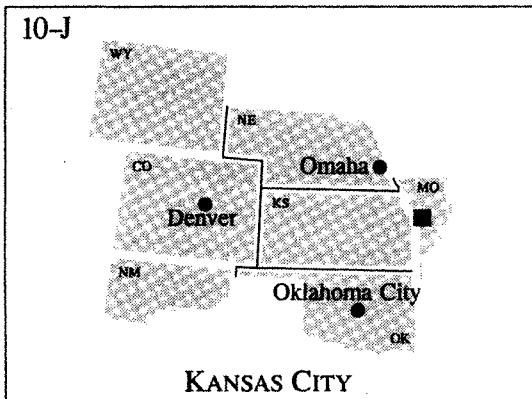 10-J
WY
NE
Omaha
CO
MO
KS
Denver
NM
Oklahoma City
OK
KANSAS CITY